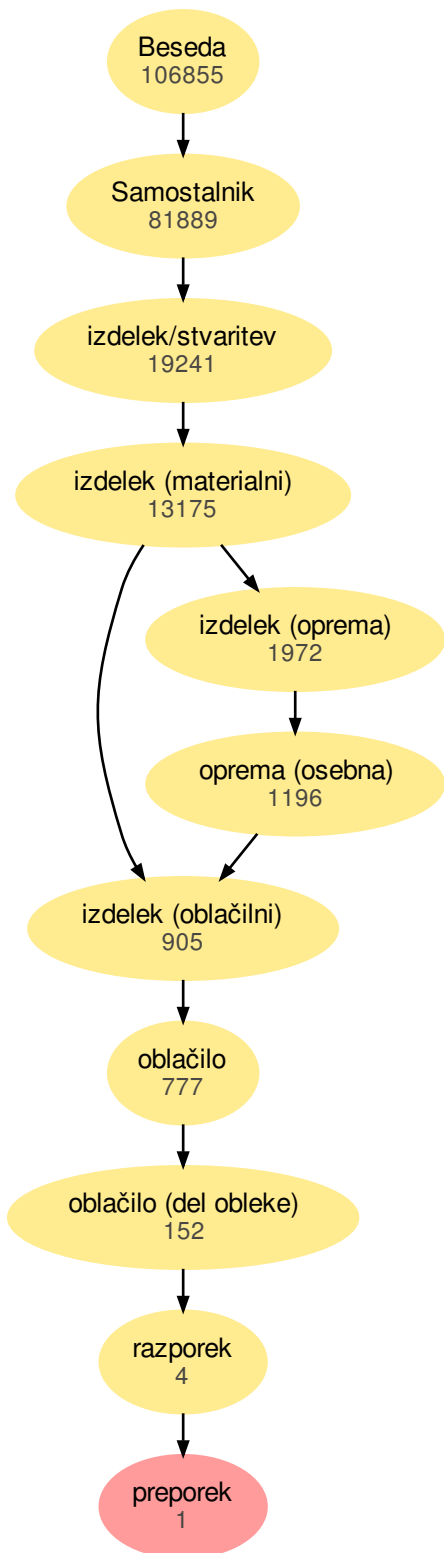 Beseda
106855
Samostalnik
81889
izdelek/stvaritev
19241
izdelek (materialni)
13175
izdelek (oprema)
1972
oprema (osebna)
1196
izdelek (oblačilni)
905
oblačilo
777
oblačilo (del obleke)
152
razporek
4
preporek
1